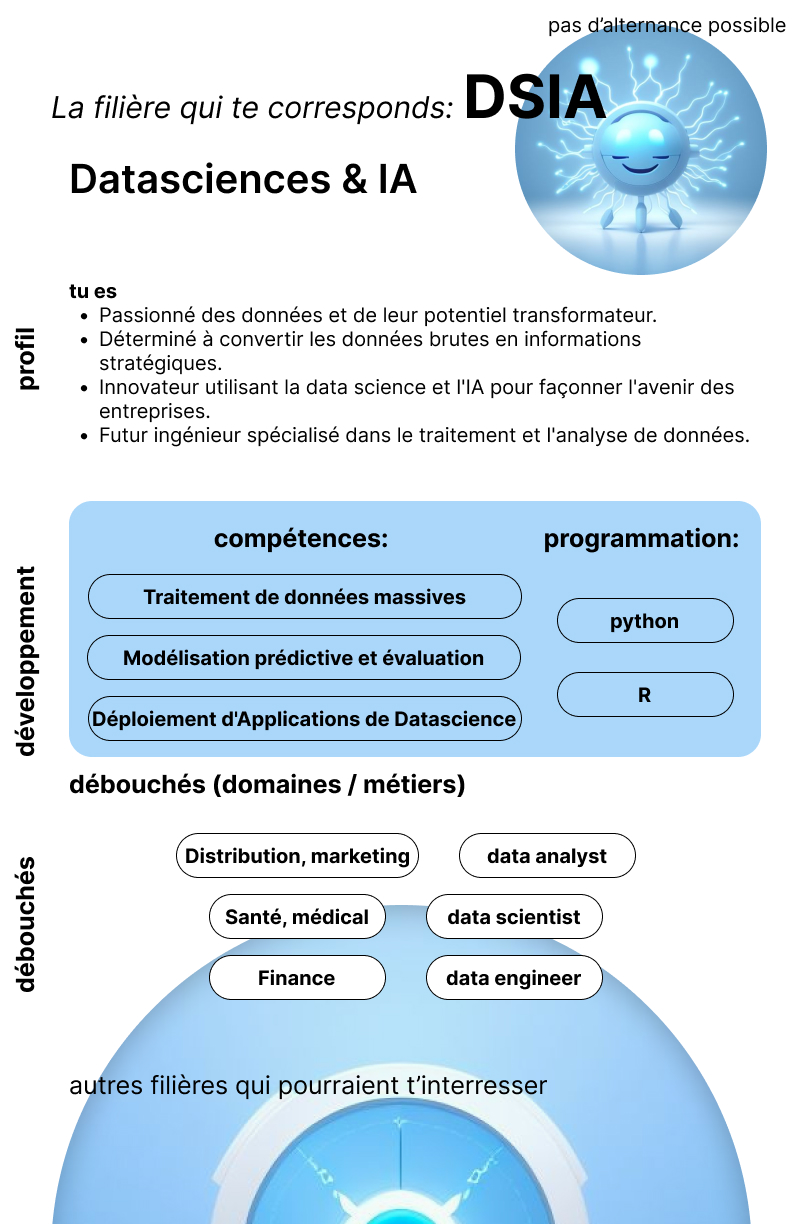 pas d’alternance possible
La filière qui te corresponds: DSIA
Datasciences & IA
profil
tu es
• Passionné des données et de leur potentiel transformateur.
• Déterminé à convertir les données brutes en informations
stratégiques.
• Innovateur utilisant la data science et l'IA pour façonner l'avenir des
entreprises.
• Futur ingénieur spécialisé dans le traitement et l'analyse de données.
développement
compétences:
Traitement de données massives
Modélisation prédictive et évaluation
Déploiement d'Applications de Datascience
programmation:
python
R
débouchés (domaines / métiers)
débouchés
Distribution, marketing
data analyst
Santé, médical
data scientist
Finance
data engineer
autres filières qui pourraient t’interresser